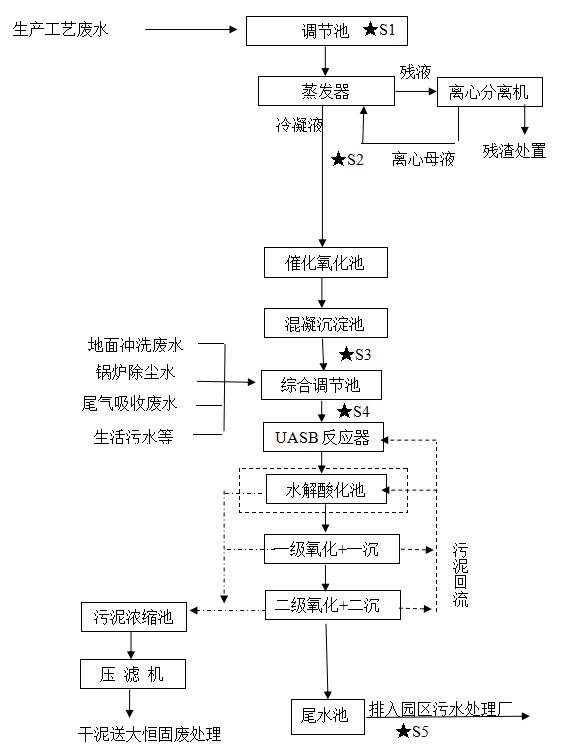 生产工艺废水
调节池
★S1
蒸发器
残液
离心分离机
冷凝液
★S2
离心母液
残渣处置
催化氧化池
混凝沉淀池
地面冲洗废水
★S3
锅炉除尘水
综合调节池
尾气吸收废水
★S4
生活污水等
UASB反应器
水解酸化池
一级氧化+一沉
污泥回流
二级氧化+二沉
污泥浓缩池
压 滤 机
尾水池
排入园区污水处理厂
★S5
干泥送大恒固废处理